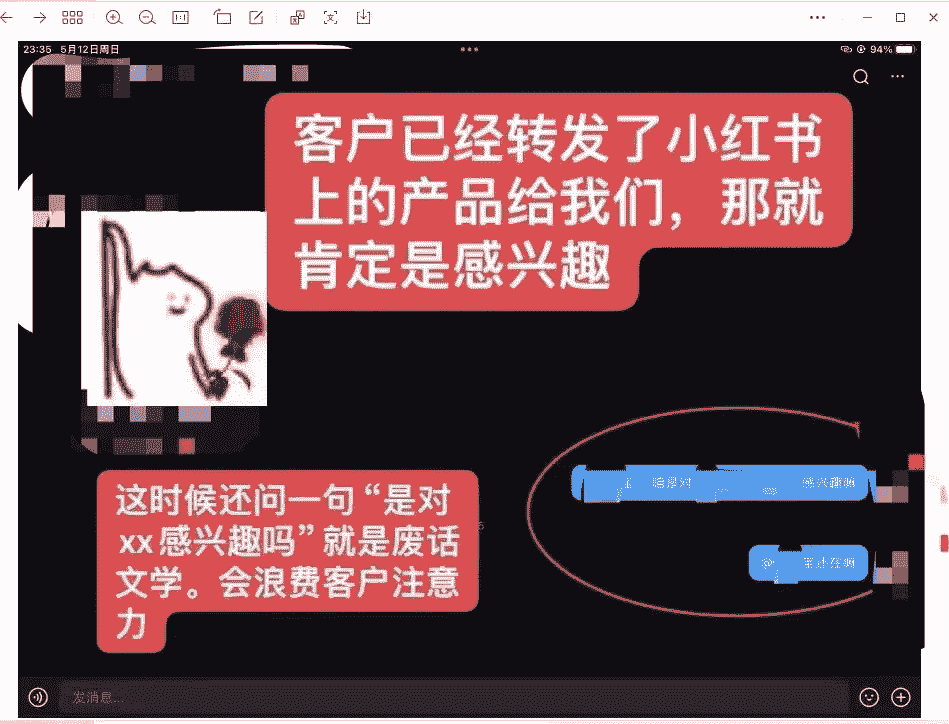 23:35 5月12日周日
94%
客户已经转发了小红书
上的产品给我们，那就
肯定是感兴趣
这时候还问一句“是对
xx感兴趣吗”就是废话
文学。会浪费客户注意
力
感兴趣啊
发消息...